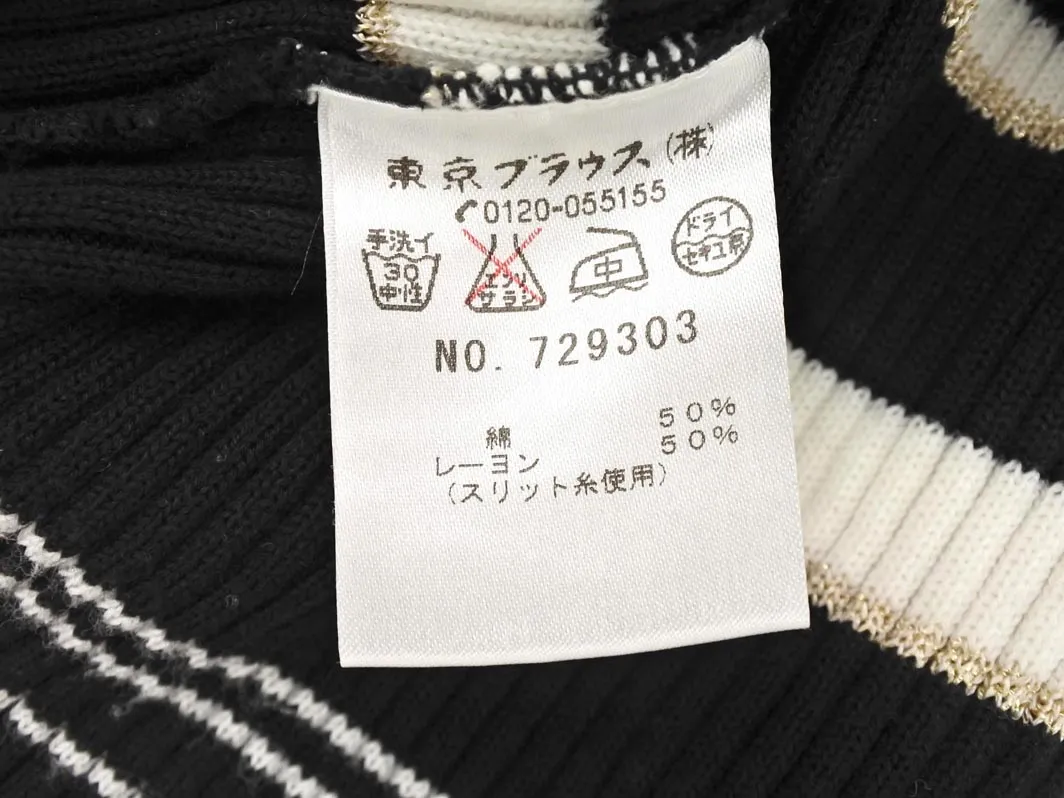 東京ブラウス(株)
0120-055155
手洗イ
30
中性
エンソ
サラシ
中
ドライ
セキユ系
NO. 729303
綿 50%
レーヨン 50%
(スリット糸使用)